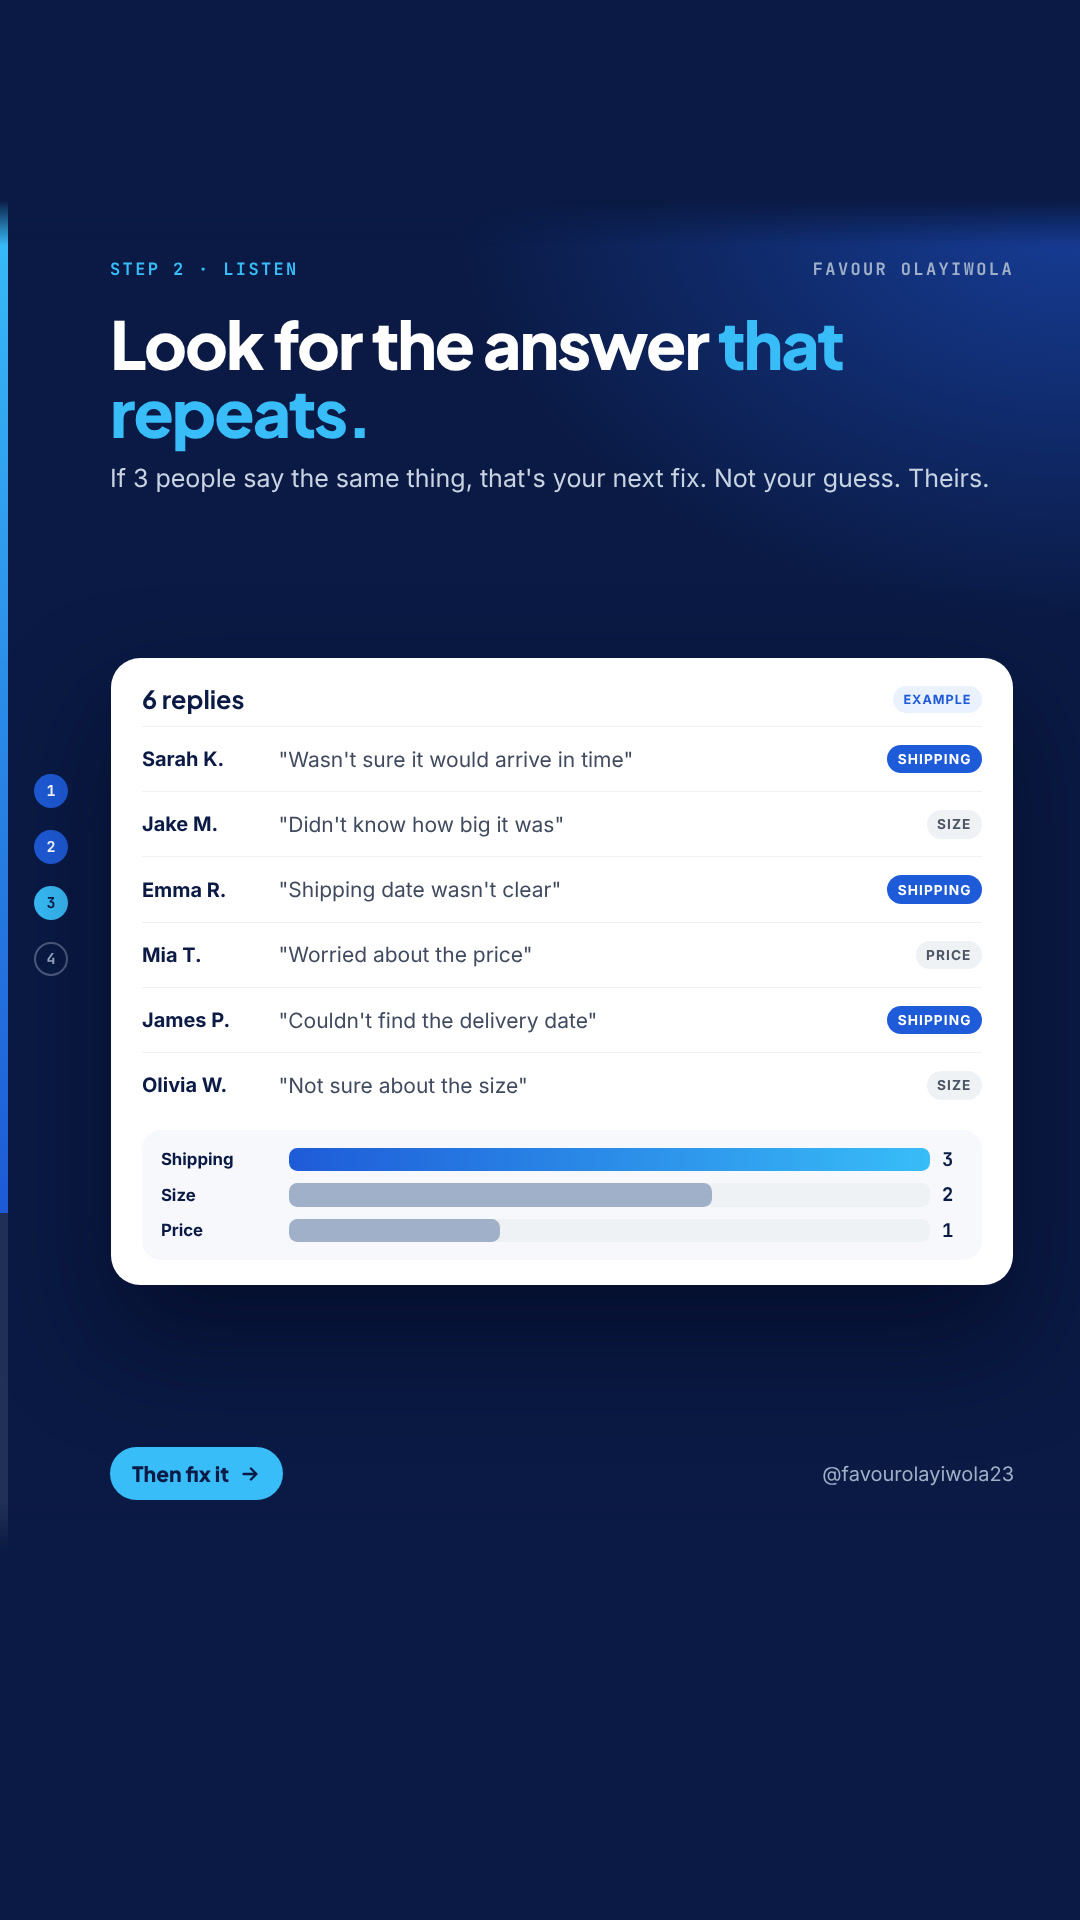 STEP 2 · LISTEN
FAVOUR OLAYIWOLA
Look for the answer that
repeats.
If 3 people say the same thing, that's your next fix. Not your guess. Theirs.
6 replies
EXAMPLE
Sarah K. "Wasn't sure it would arrive in time" SHIPPING
Jake M. "Didn't know how big it was" SIZE
Emma R. "Shipping date wasn't clear" SHIPPING
Mia T. "Worried about the price" PRICE
James P. "Couldn't find the delivery date" SHIPPING
Olivia W. "Not sure about the size" SIZE
Shipping 3
Size 2
Price 1
1
2
3
4
Then fix it →
@favourolayiwola23